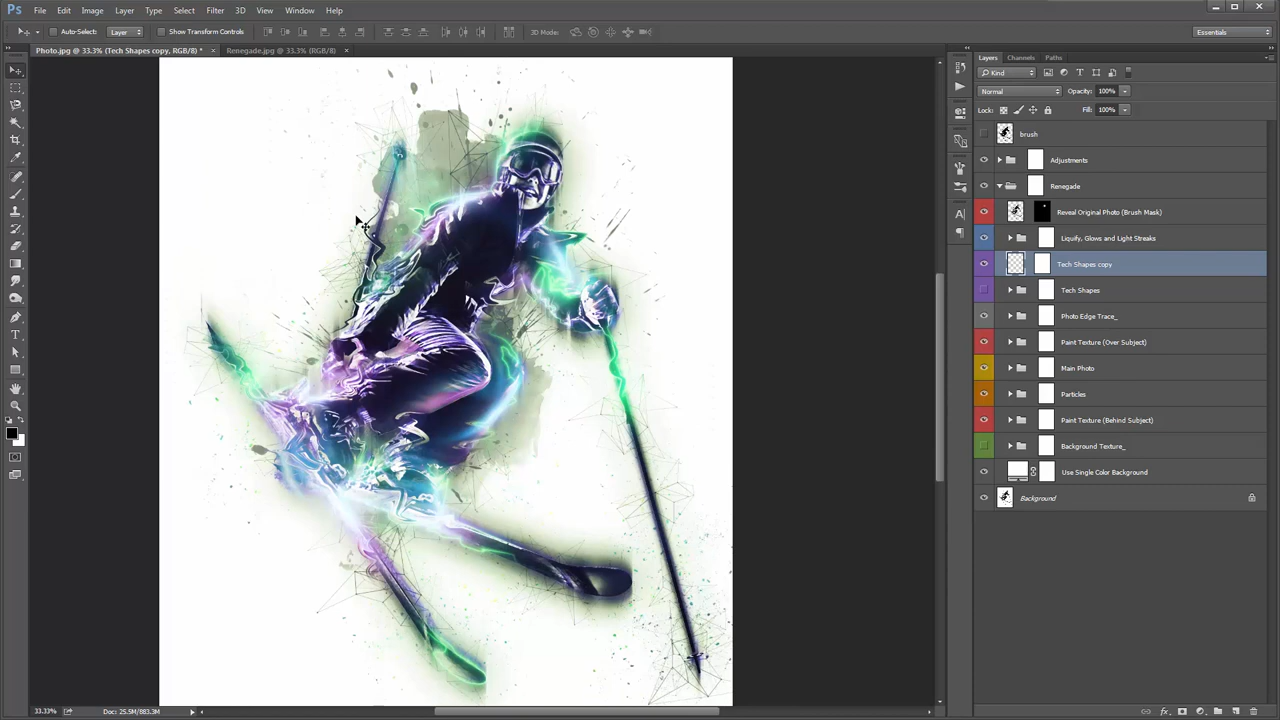 Ps File Edit Image Layer Type Select Filter 3D View Window Help
Auto-Select: Layer Show Transform Controls 3D Mode: Essentials
Photo.jpg @ 33.3% (Tech Shapes copy, RGB/8) * × Renegade.jpg @ 33.3% (RGB/8) ×
Layers Channels Paths
Kind
Normal Opacity: 100%
Lock: Fill: 100%
brush
Adjustments
Renegade
Reveal Original Photo (Brush Mask)
Liquify, Glows and Light Streaks
Tech Shapes copy
Tech Shapes
Photo Edge Trace_
Paint Texture (Over Subject)
Main Photo
Particles
Paint Texture (Behind Subject)
Background Texture_
Use Single Color Background
Background
33.33% Doc: 25.5M/883.3M